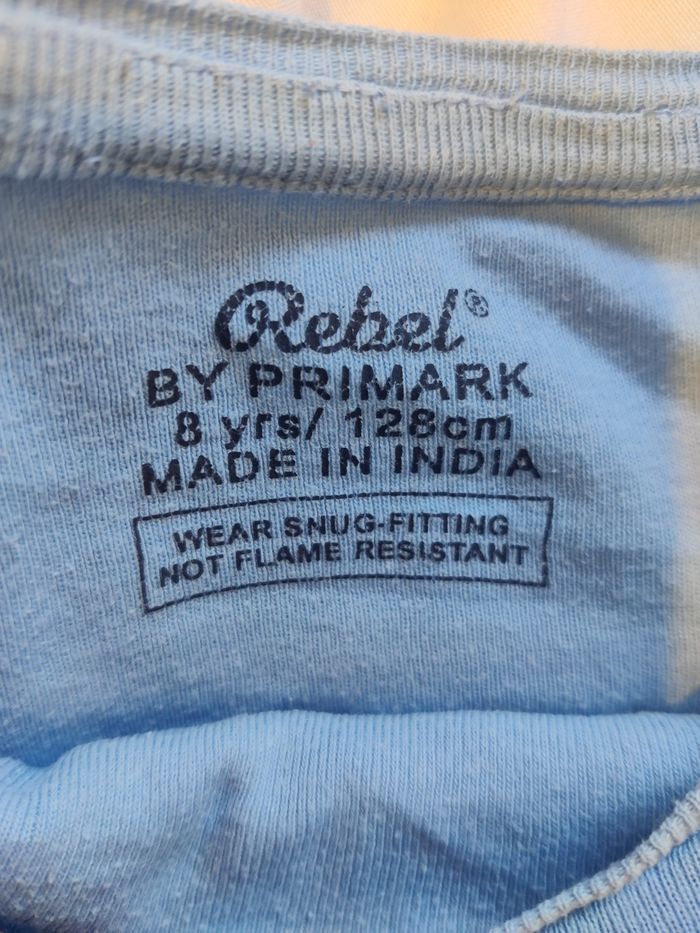 Rebel®
BY PRIMARK
8 yrs/ 128cm
MADE IN INDIA
WEAR SNUG-FITTING
NOT FLAME RESISTANT